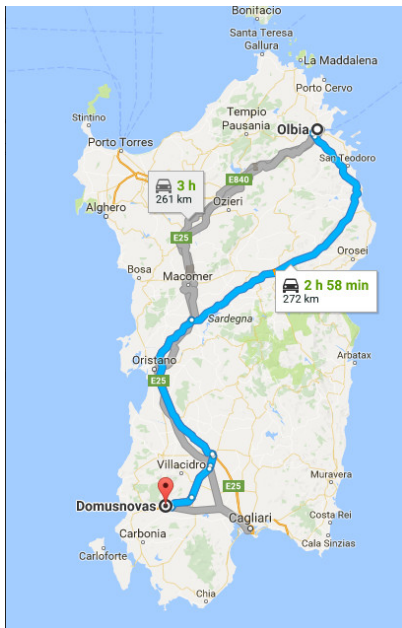 Bonifacio
Santa Teresa
Gallura
La Maddalena
Porto Cervo
Stintino
Tempio
Pausania
Olbia
Porto Torres
San Teodoro
E840
3 h
261 km
Ozieri
Alghero
E25
Orosei
Bosa
Macomer
2 h 58 min
272 km
Sardegna
Oristano
Arbatax
E25
Villacidro
E25
Muravera
Domusnovas
Cagliari
Costa Rei
Carbonia
Cala Sinzias
Carloforte
Chia